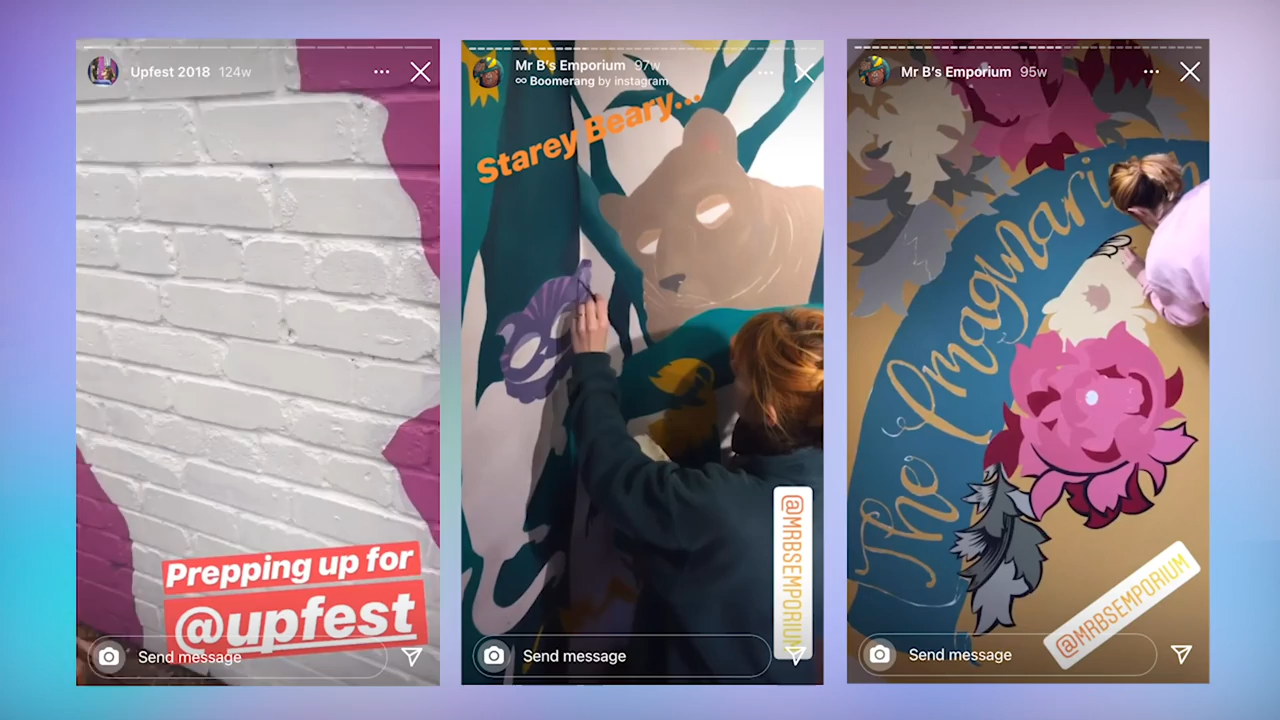 Upfest 2018 124w
Prepping up for
@upfest
Send message
Mr B's Emporium 97w
∞ Boomerang by instagram
Starey Beary...
@MRBSEMPORIUM
Send message
Mr B's Emporium 95w
The Imaginarium
@MRBSEMPORIUM
Send message